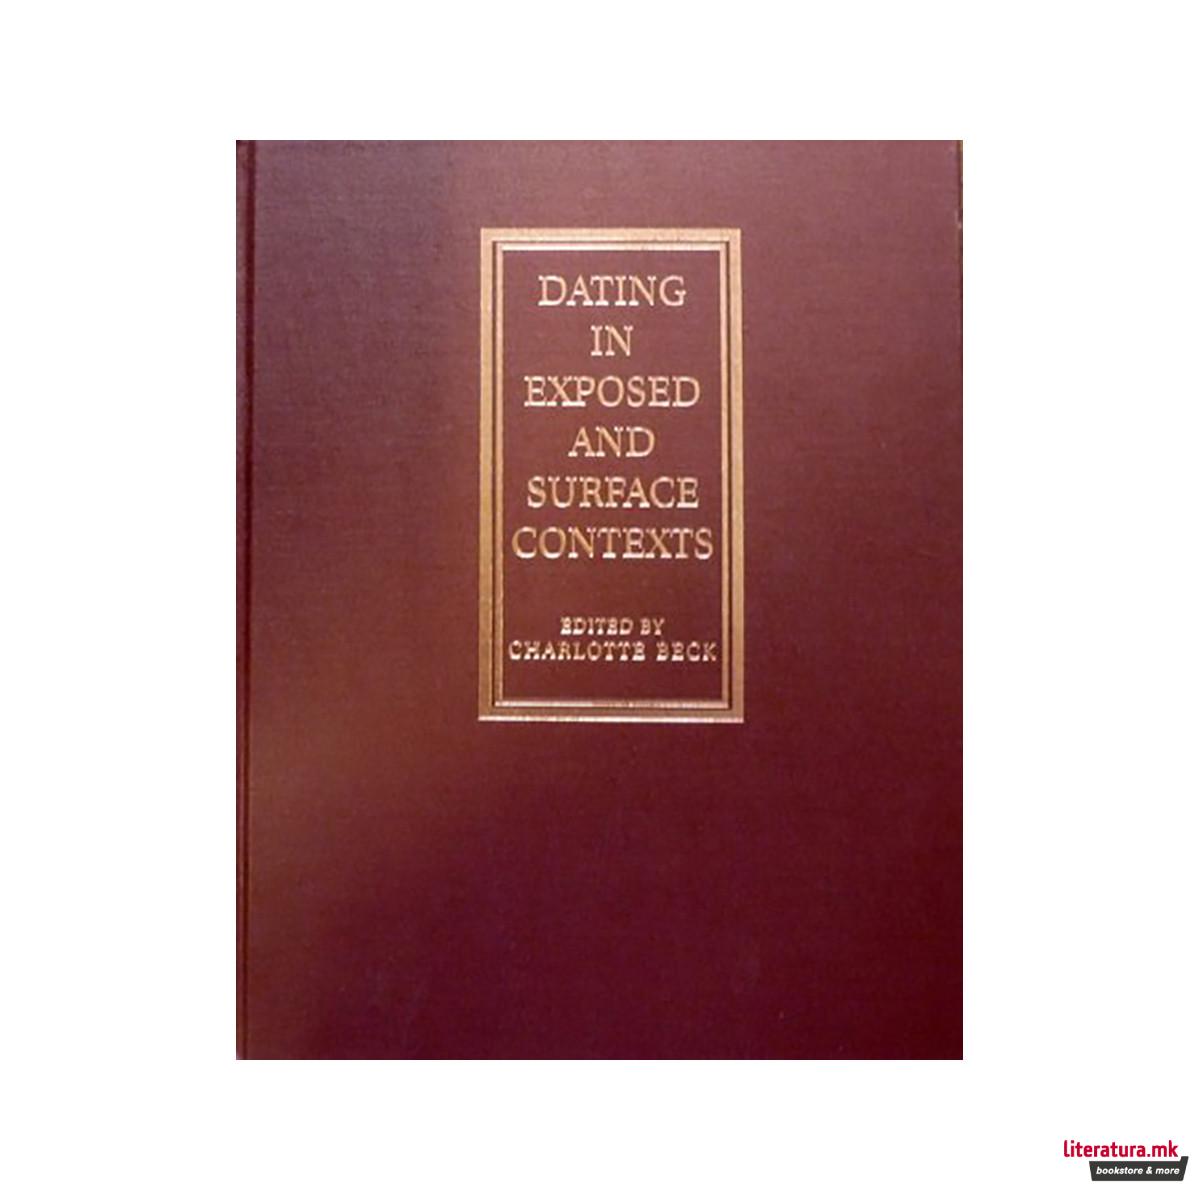 DATING
IN
EXPOSED
AND
SURFACE
CONTEXTS
EDITED BY
CHARLOTTE BECK
literatura.mk
bookstore & more